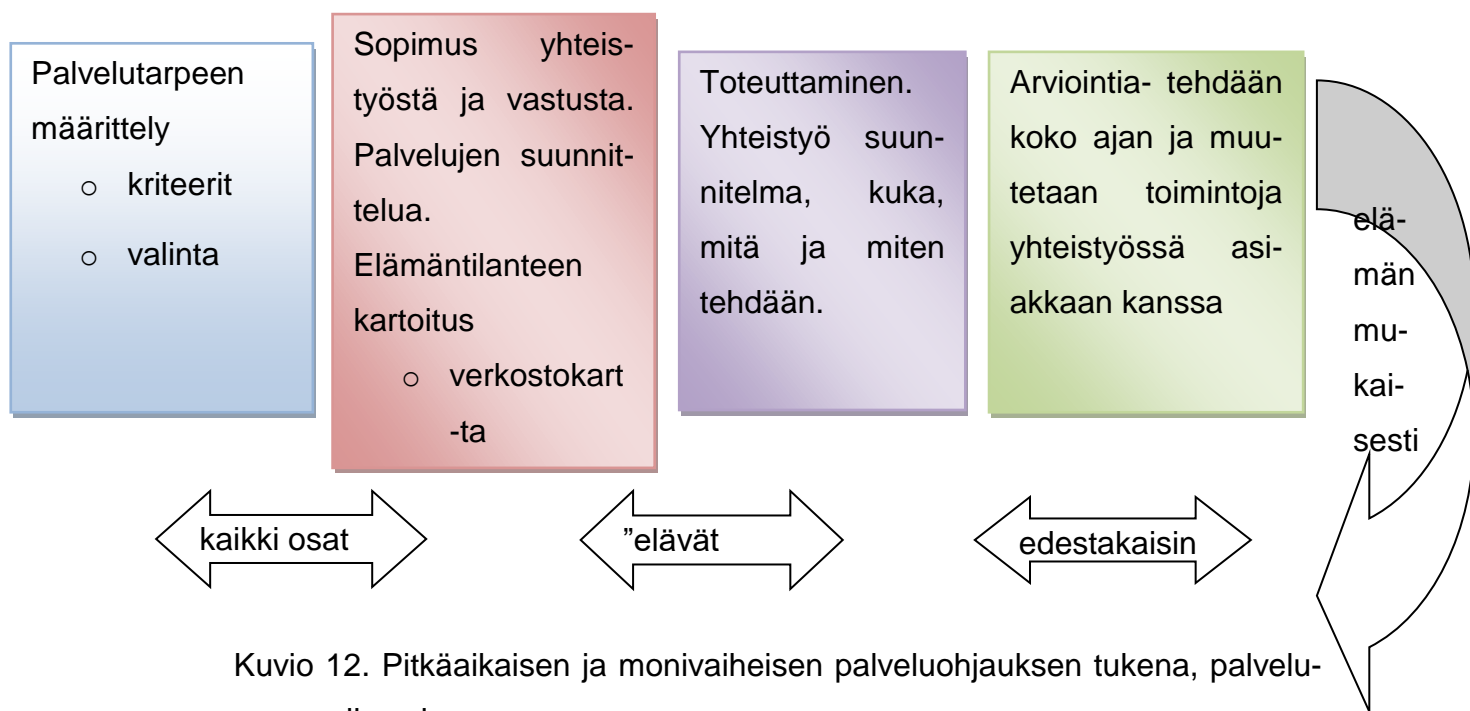 Palvelutarpeen
määrittely
o kriteerit
o valinta
Sopimus yhteis-
työstä ja vastusta.
Palvelujen suunnit-
telua.
Elämäntilanteen
kartoitus
o verkostokart
-ta
Toteuttaminen.
Yhteistyö suun-
nitelma, kuka,
mitä ja miten
tehdään.
Arviointia- tehdään
koko ajan ja muu-
tetaan toimintoja
yhteistyössä asi-
akkaan kanssa
elä-
män
mu-
kai-
sesti
kaikki osat
”elävät
edestakaisin
Kuvio 12. Pitkäaikaisen ja monivaiheisen palveluohjauksen tukena, palvelu-